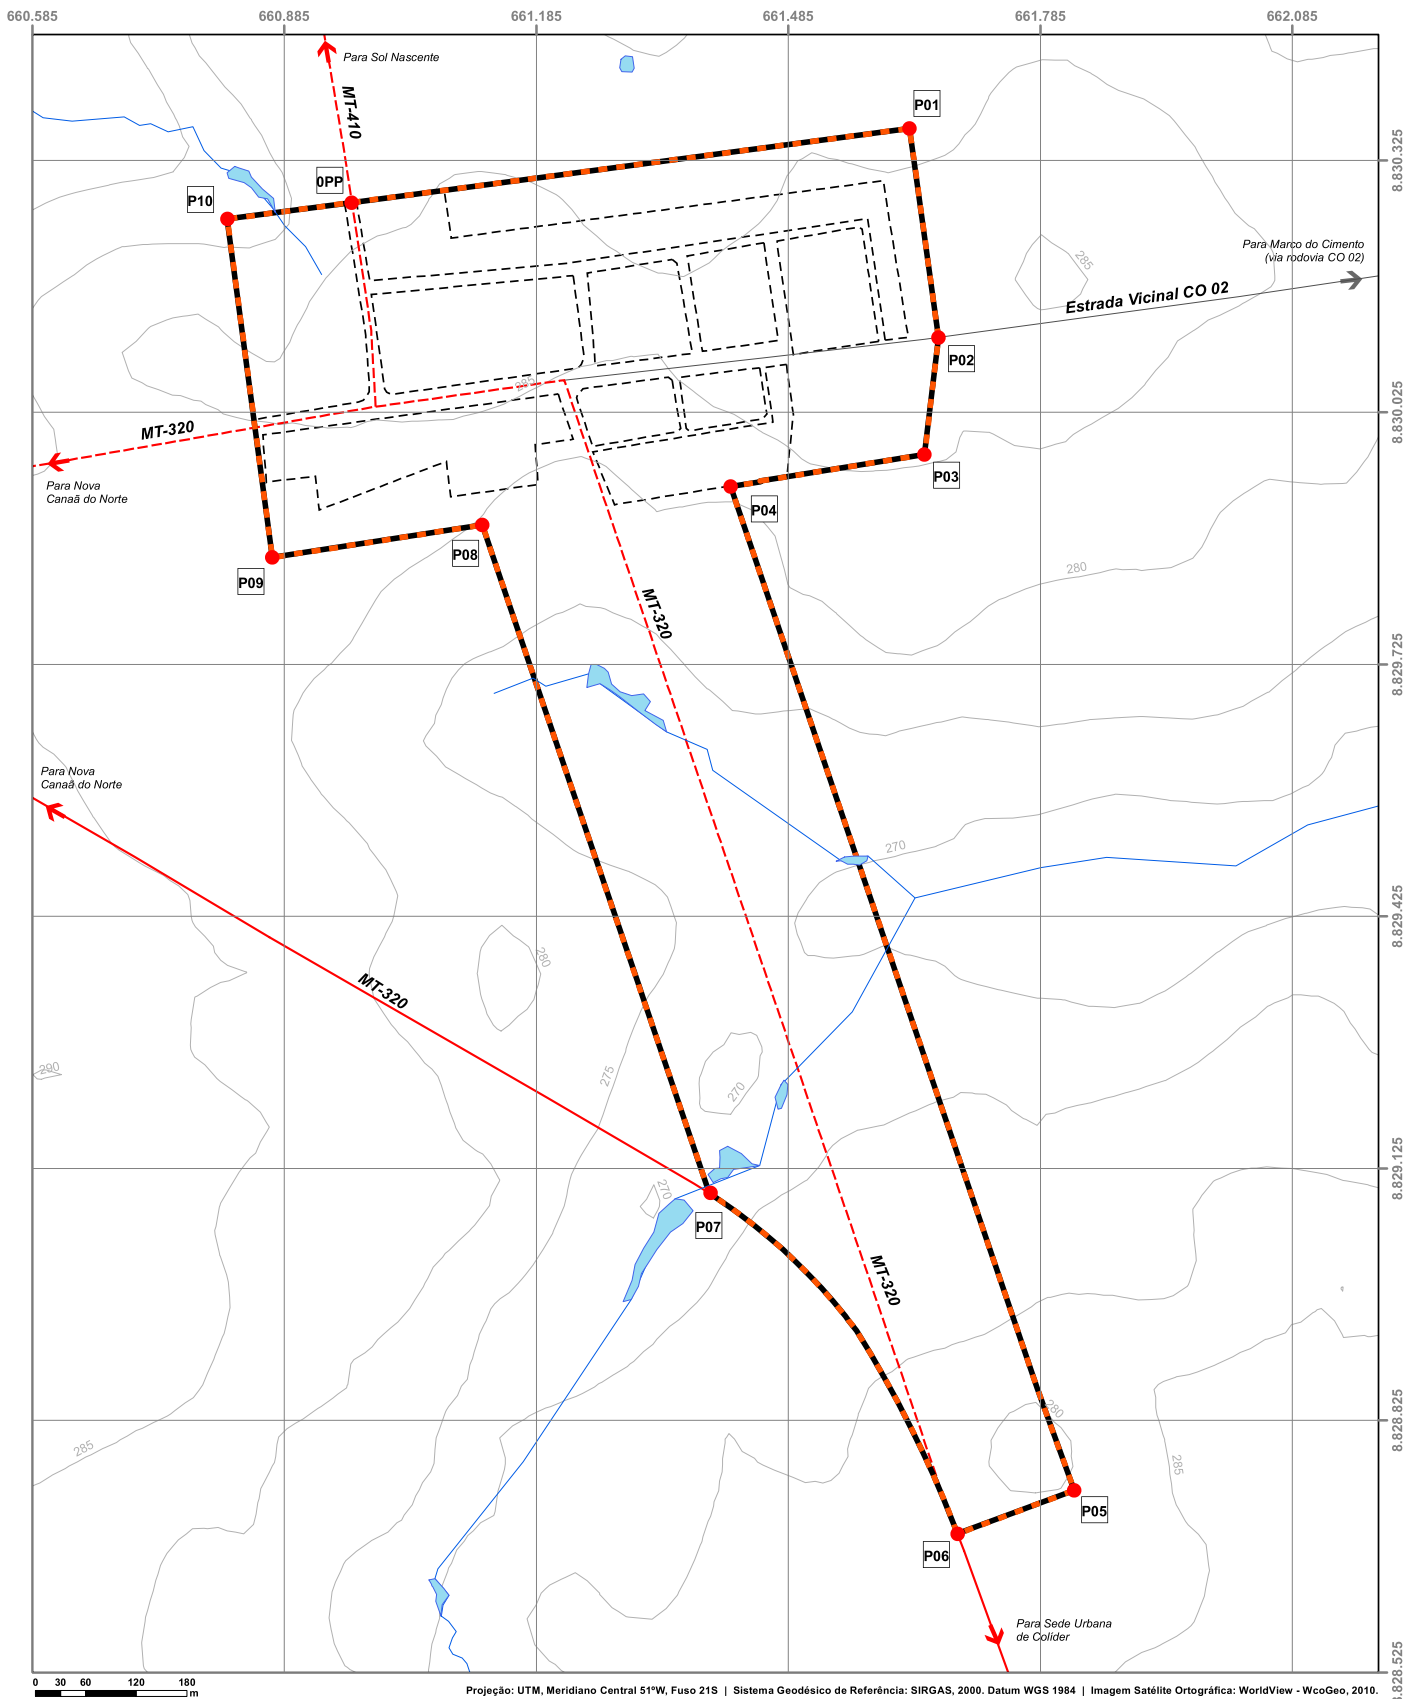 660.585
660.885
661.185
661.485
661.785
662.085
Para Sol Nascente
MT-410
P01
8.830.325
0PP
P10
Para Marco do Cimento
(via rodovia CO 02)
285
Estrada Vicinal CO 02
P02
285
8.830.025
MT-320
P03
Para Nova
Canaã do Norte
P04
P08
P09
280
MT-320
8.829.725
Para Nova
Canaã do Norte
270
8.829.425
280
MT-320
290
275
270
8.829.125
270
P07
MT-320
280
8.828.825
285
285
P05
P06
Para Sede Urbana
de Colíder
8.828.525
0 30 60 120 180
m
Projeção: UTM, Meridiano Central 51ºW, Fuso 21S | Sistema Geodésico de Referência: SIRGAS, 2000. Datum WGS 1984 | Imagem Satélite Ortográfica: WorldView - WcoGeo, 2010.